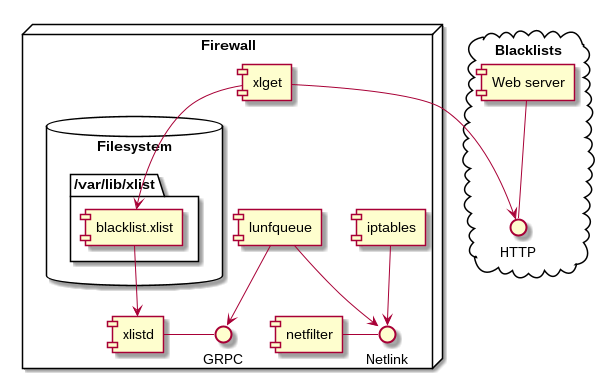 Firewall
Blacklists
xlget
Web server
Filesystem
/var/lib/xlist
blacklist.xlist
lunfqueue
iptables
HTTP
xlistd
netfilter
GRPC
Netlink